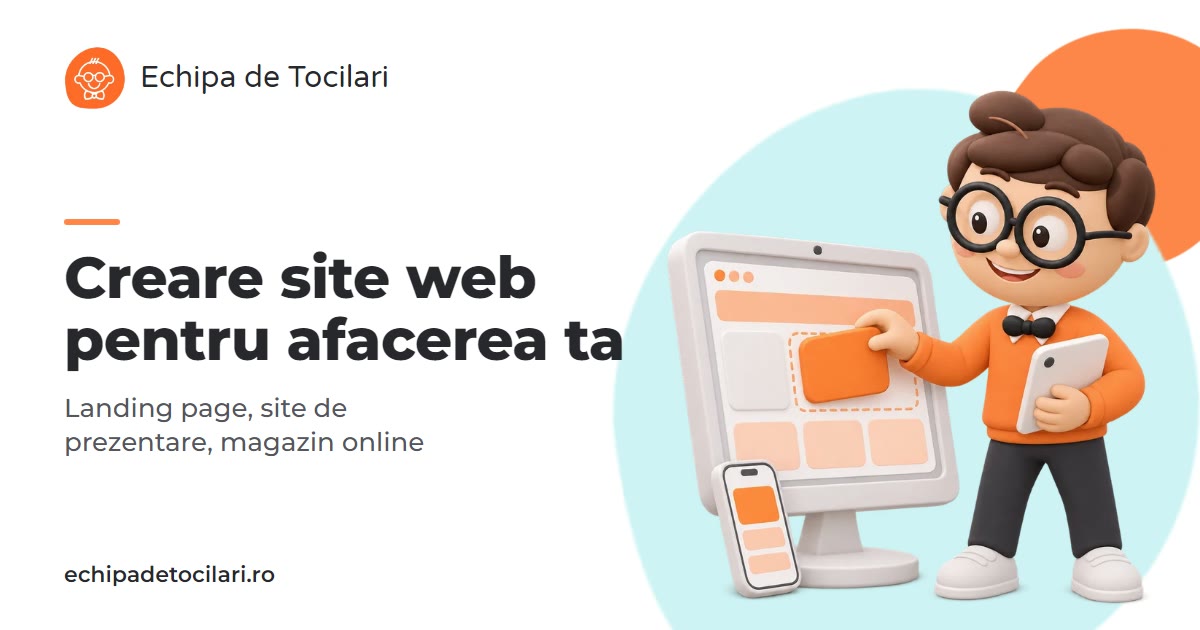 Echipa de Tocilari
Creare site web
pentru afacerea ta
Landing page, site de
prezentare, magazin online
echipadetocilari.ro